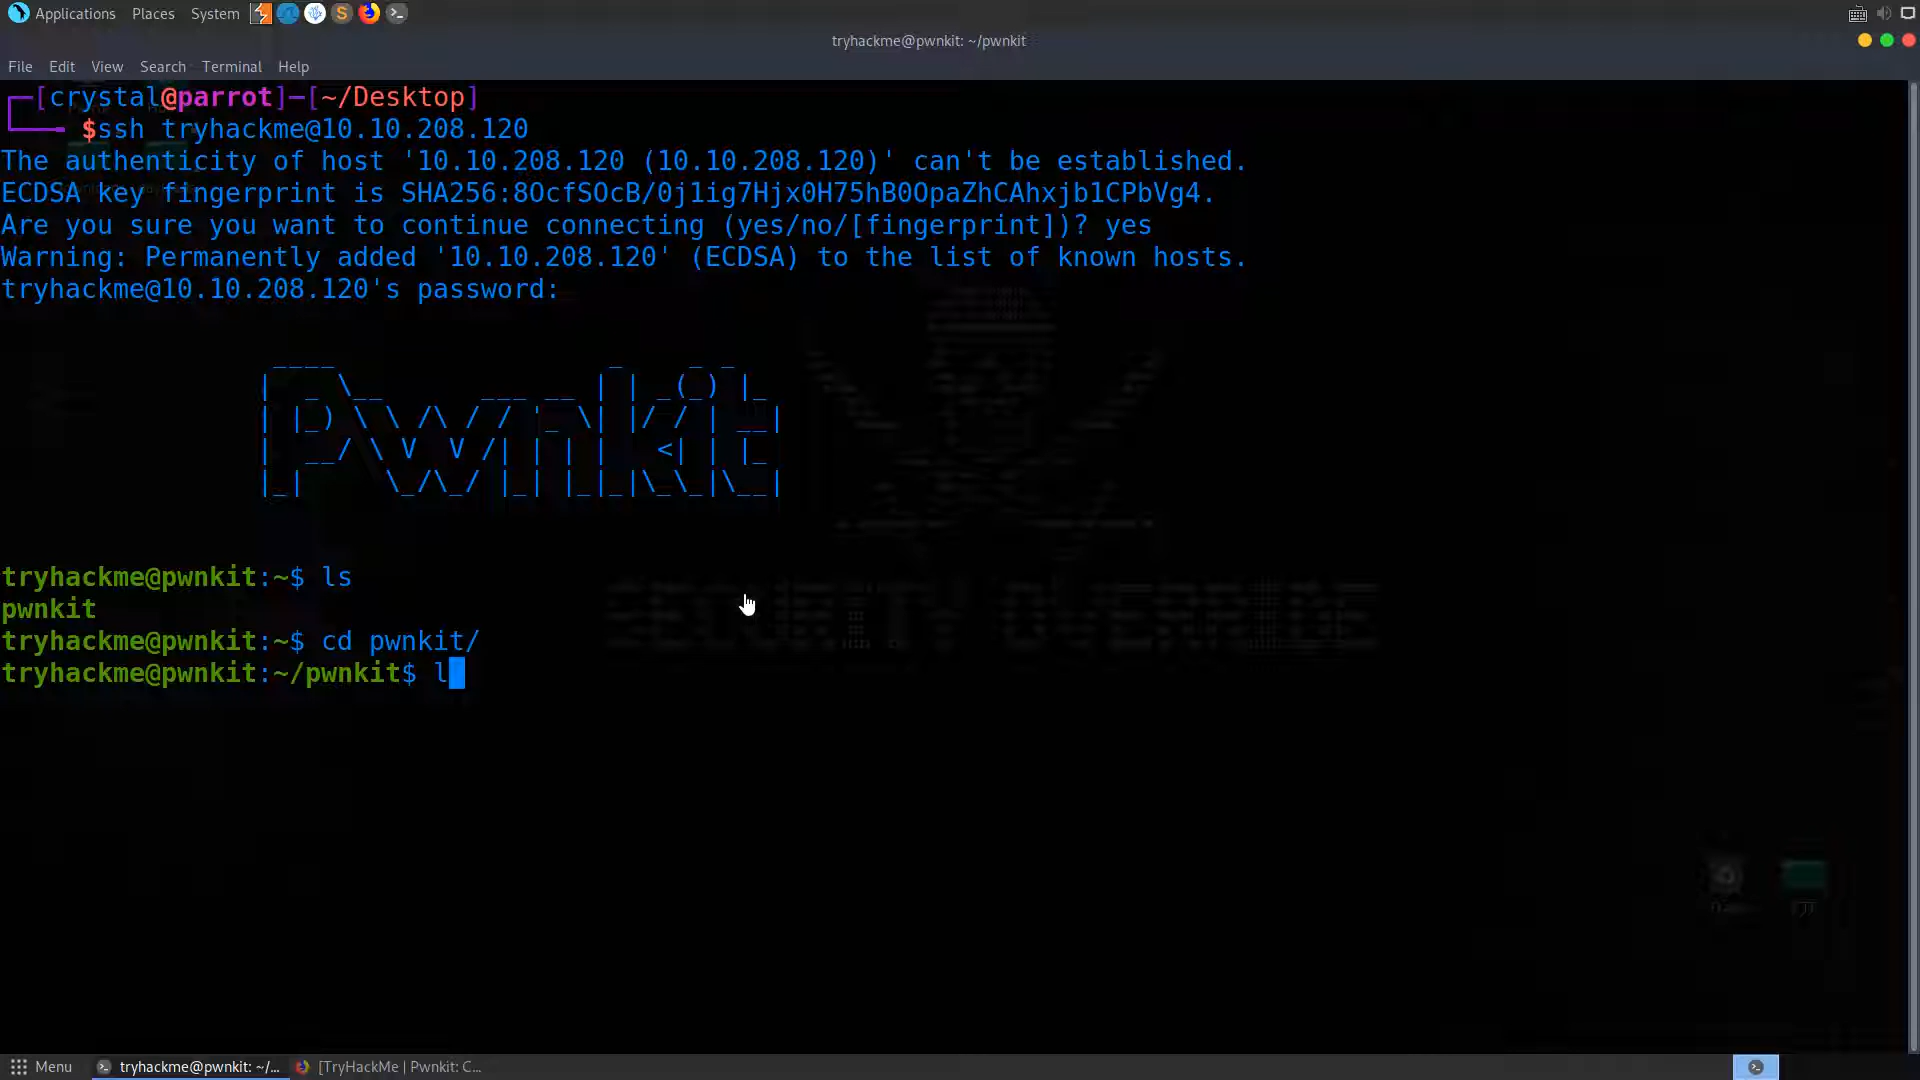 Applications Places System
tryhackme@pwnkit: ~/pwnkit
File Edit View Search Terminal Help
[crystal@parrot]-[~/Desktop]
$ssh tryhackme@10.10.208.120
The authenticity of host '10.10.208.120 (10.10.208.120)' can't be established.
ECDSA key fingerprint is SHA256:8OcfSOcB/0j1ig7Hjx0H75hB0OpaZhCAhxjb1CPbVg4.
Are you sure you want to continue connecting (yes/no/[fingerprint])? yes
Warning: Permanently added '10.10.208.120' (ECDSA) to the list of known hosts.
tryhackme@10.10.208.120's password:
Pwnkit
tryhackme@pwnkit:~$ ls
pwnkit
tryhackme@pwnkit:~$ cd pwnkit/
tryhackme@pwnkit:~/pwnkit$ l
SECURITY OVERRIDE
Menu tryhackme@pwnkit: ~/... [TryHackMe | Pwnkit: C...